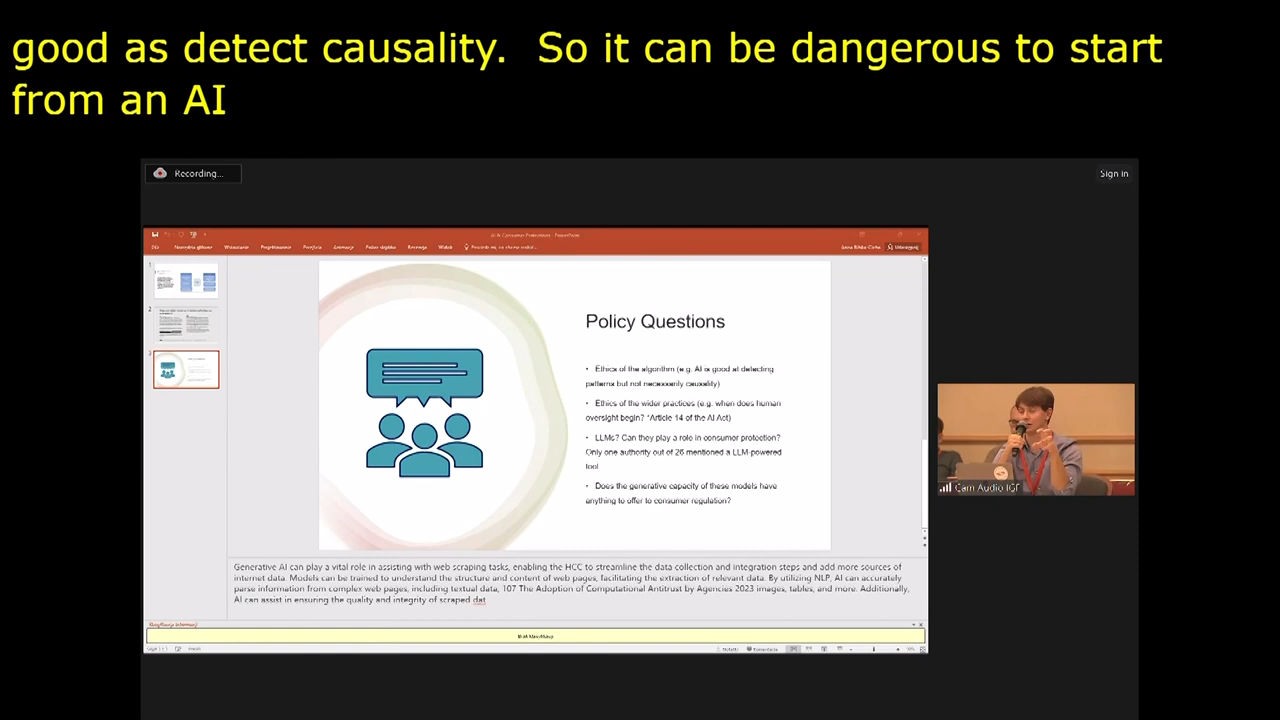 good as detect causality.  So it can be dangerous to start
from an AI
Recording...
Sign in
AI in Consumer Protection - PowerPoint
Policy Questions
• Ethics of the algorithm (e.g. AI is good at detecting
patterns but not necessarily causality)
• Ethics of the wider practices (e.g. when does human
oversight begin? *Article 14 of the AI Act)
• LLMs? Can they play a role in consumer protection?
Only one authority out of 26 mentioned a LLM-powered
tool
• Does the generative capacity of these models have
anything to offer to consumer regulation?
Cam Audio IGF
1
2
3
Generative AI can play a vital role in assisting with web scraping tasks, enabling the HCC to streamline the data collection and integration steps and add more sources of
internet data. Models can be trained to understand the structure and content of web pages, facilitating the extraction of relevant data. By utilizing NLP, AI can accurately
parse information from complex web pages, including textual data, 107 The Adoption of Computational Antitrust by Agencies 2023 images, tables, and more. Additionally,
AI can assist in ensuring the quality and integrity of scraped dat